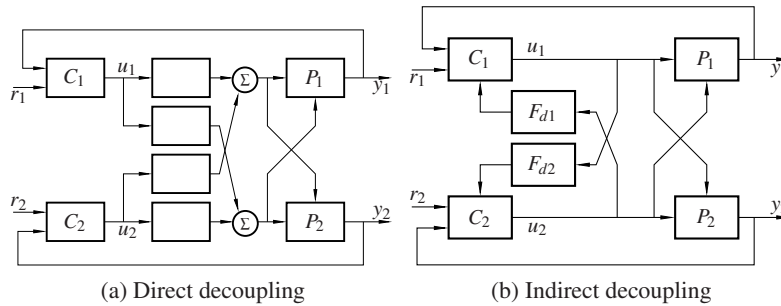 C1 u1 Σ P1 y1
r1
r2
C2 u2 Σ P2 y2
(a) Direct decoupling
C1 u1 P1 y
r1
Fd1
Fd2
r2
C2 u2 P2 y
(b) Indirect decoupling